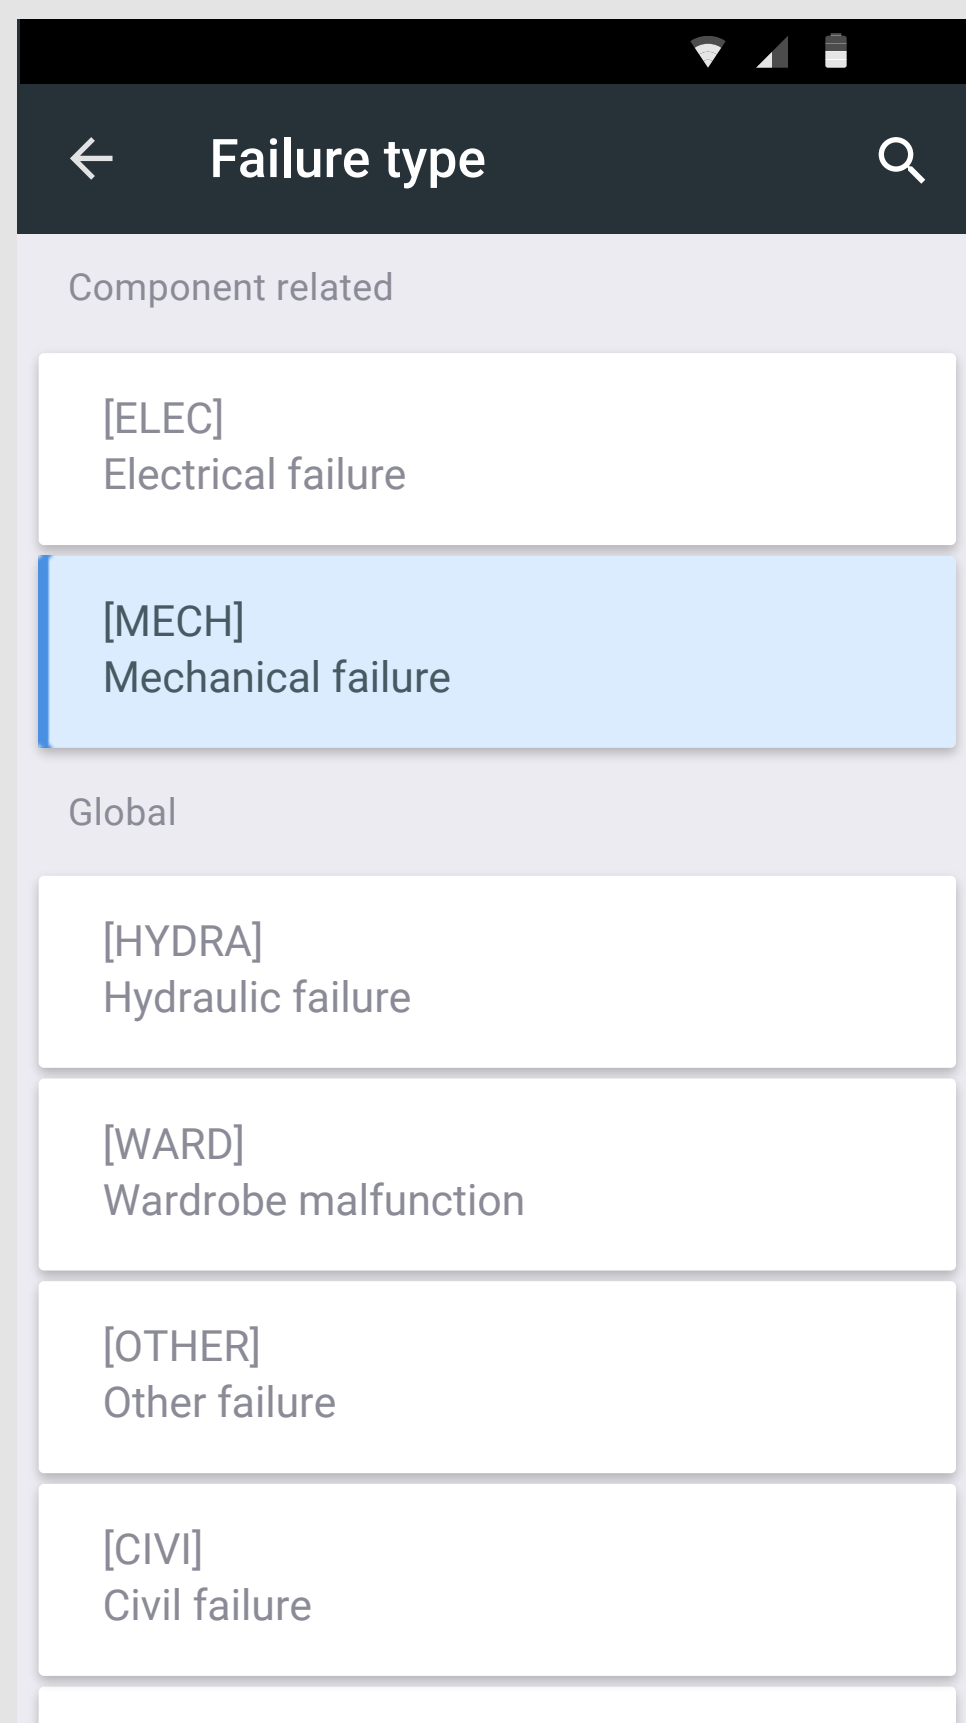 Failure type
Component related
[ELEC]
Electrical failure
[MECH]
Mechanical failure
Global
[HYDRA]
Hydraulic failure
[WARD]
Wardrobe malfunction
[OTHER]
Other failure
[CIVI]
Civil failure